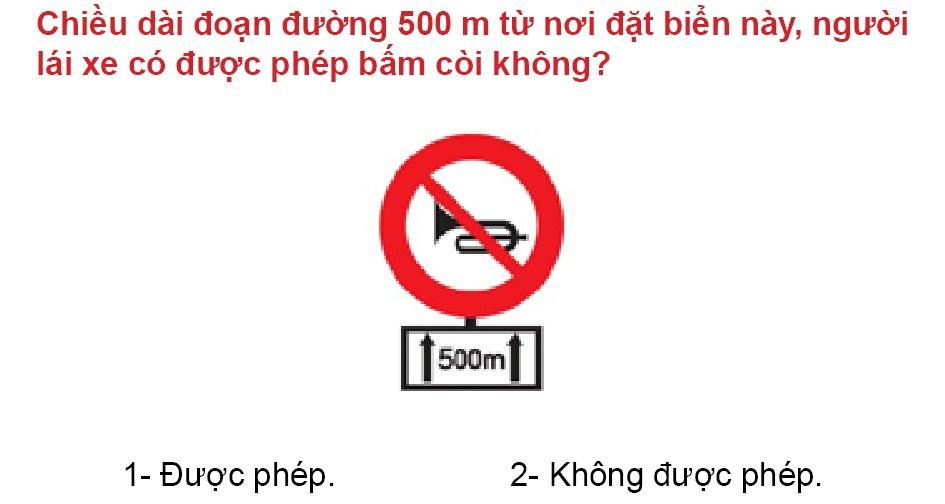 Chiều dài đoạn đường 500 m từ nơi đặt biển này, người
lái xe có được phép bấm còi không?
500m
1- Được phép.
2- Không được phép.